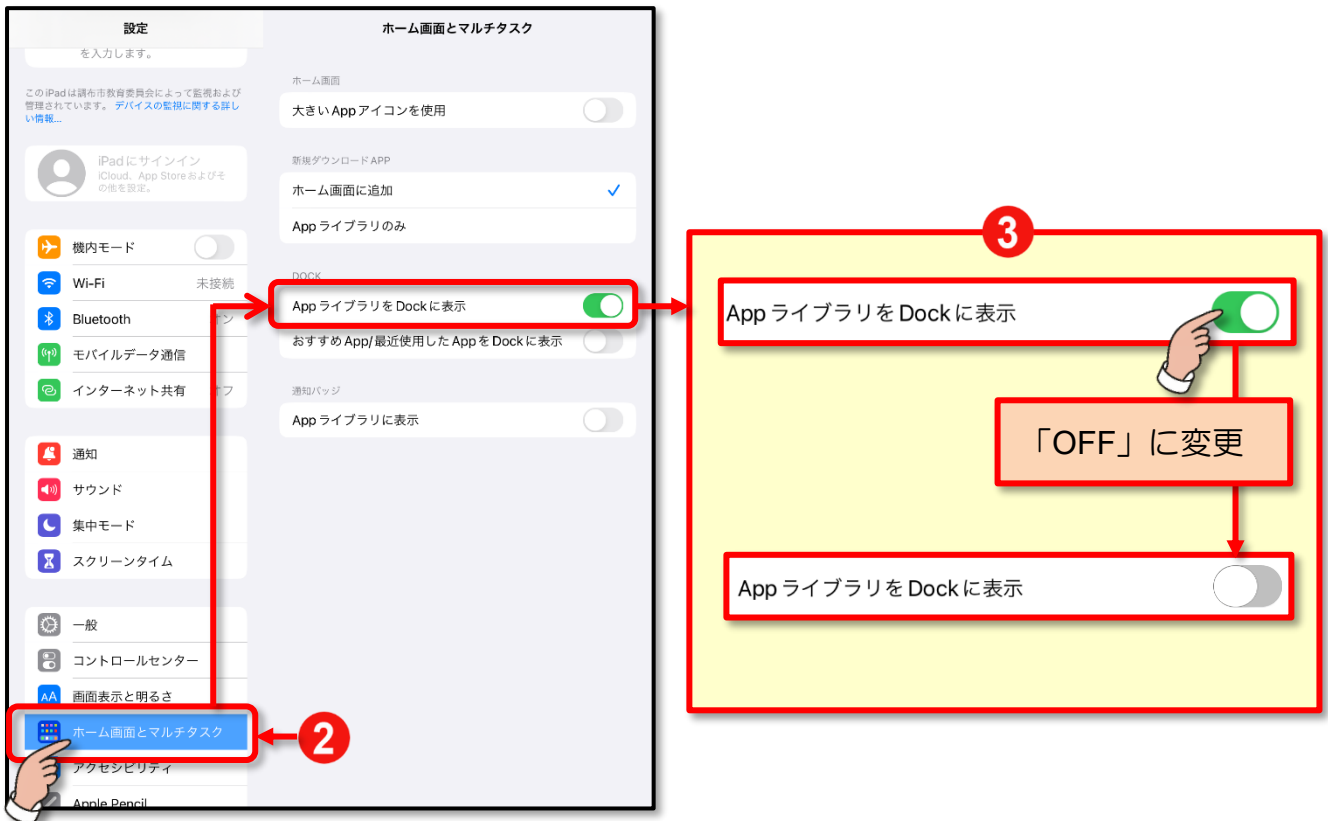 設定
を入力します。
このiPadは調布市教育委員会によって監視および
管理されています。デバイスの監視に関する詳し
い情報...
iPadにサインイン
iCloud、App Storeおよびそ
の他を設定。
機内モード
Wi-Fi 未接続
Bluetooth オン
モバイルデータ通信
インターネット共有 オフ
通知
サウンド
集中モード
スクリーンタイム
一般
コントロールセンター
AA 画面表示と明るさ
ホーム画面とマルチタスク
アクセシビリティ
Apple Pencil
2
ホーム画面とマルチタスク
ホーム画面
大きいAppアイコンを使用
新規ダウンロードAPP
ホーム画面に追加
Appライブラリのみ
DOCK
AppライブラリをDockに表示
おすすめApp/最近使用したAppをDockに表示
通知バッジ
Appライブラリに表示
3
AppライブラリをDockに表示
「OFF」に変更
AppライブラリをDockに表示